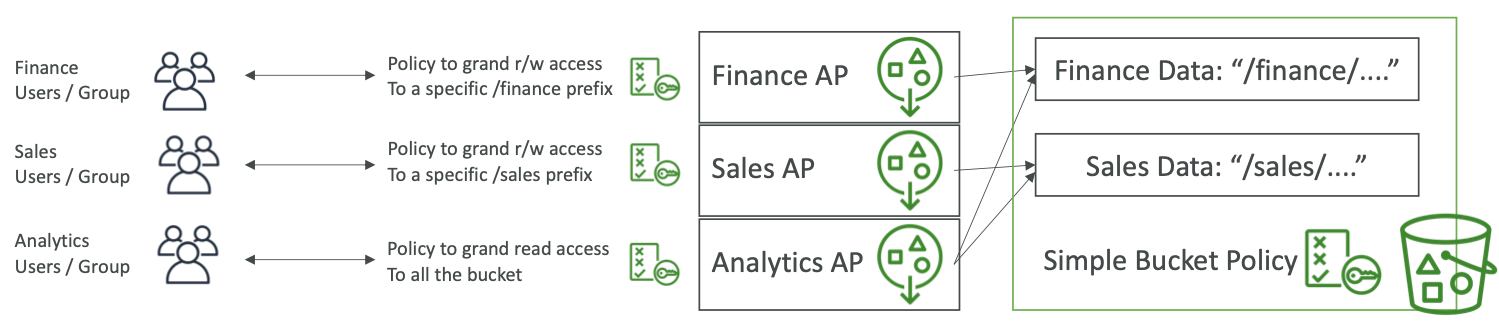 Finance
Users / Group
Policy to grand r/w access
To a specific /finance prefix
Finance AP
Finance Data: “/finance/....”
Sales
Users / Group
Policy to grand r/w access
To a specific /sales prefix
Sales AP
Sales Data: “/sales/....”
Analytics
Users / Group
Policy to grand read access
To all the bucket
Analytics AP
Simple Bucket Policy